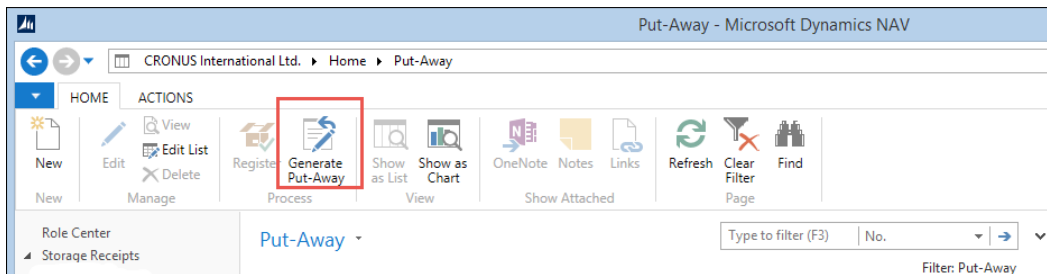 Put-Away - Microsoft Dynamics NAV
CRONUS International Ltd. ▸ Home ▸ Put-Away
HOME ACTIONS
New
Edit
View
Edit List
Delete
Register
Generate
Put-Away
Show
as List
Show as
Chart
OneNote
Notes
Links
Refresh
Clear
Filter
Find
New
Manage
Process
View
Show Attached
Page
Role Center
Storage Receipts
Put-Away
Type to filter (F3)
No.
Filter: Put-Away